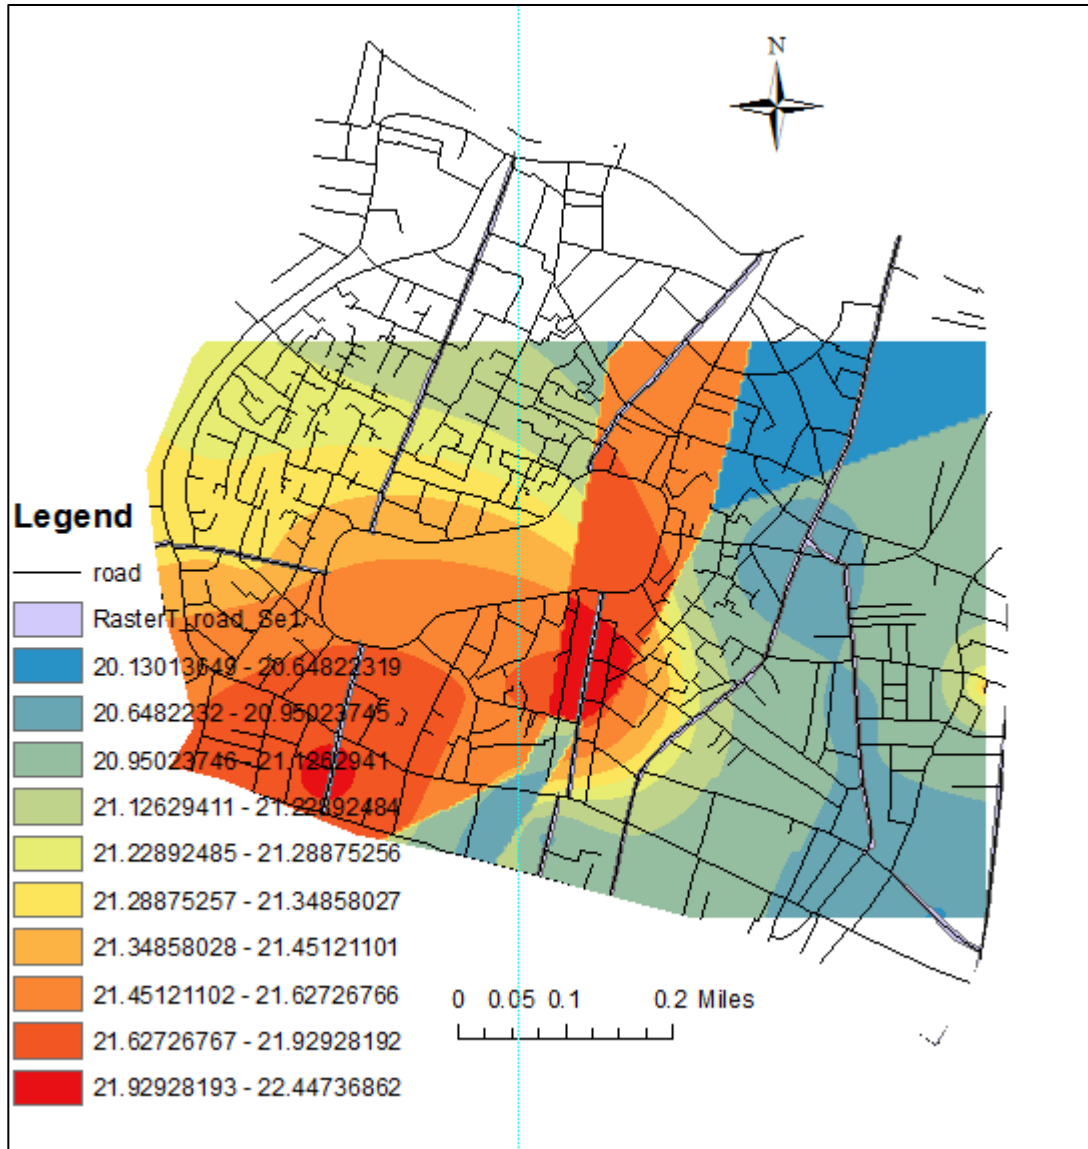 N
Legend
road
RasterT_road_Se1
20.13013649 - 20.64822319
20.6482232 - 20.95023745
20.95023746 - 21.1262941
21.12629411 - 21.22892484
21.22892485 - 21.28875256
21.28875257 - 21.34858027
21.34858028 - 21.45121101
21.45121102 - 21.62726766
21.62726767 - 21.92928192
21.92928193 - 22.44736862
0 0.05 0.1 0.2 Miles